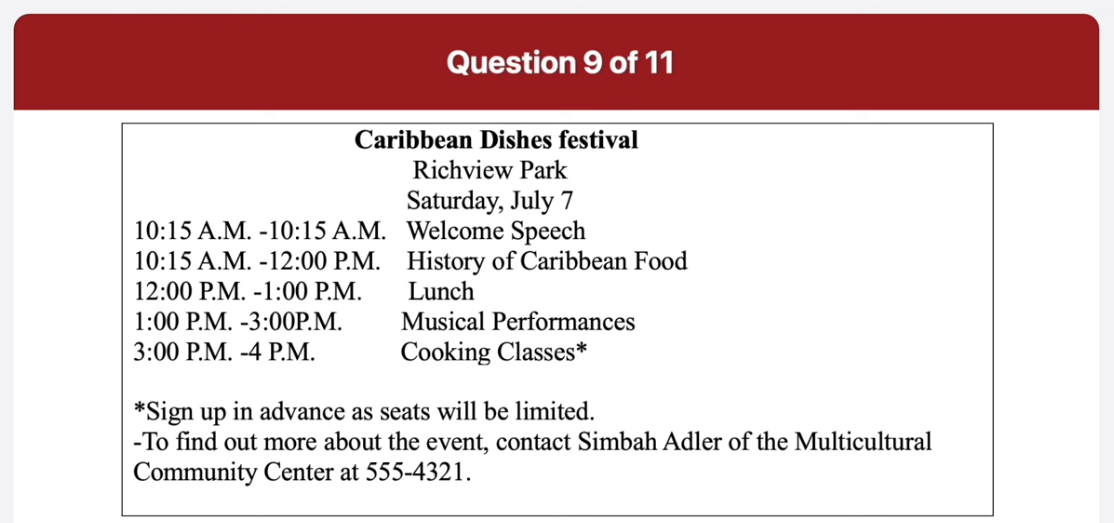 Question 9 of 11
Caribbean Dishes festival
Richview Park
Saturday, July 7
10:15 A.M. -10:15 A.M. Welcome Speech
10:15 A.M. -12:00 P.M. History of Caribbean Food
12:00 P.M. -1:00 P.M. Lunch
1:00 P.M. -3:00P.M. Musical Performances
3:00 P.M. -4 P.M. Cooking Classes*
*Sign up in advance as seats will be limited.
-To find out more about the event, contact Simbah Adler of the Multicultural
Community Center at 555-4321.